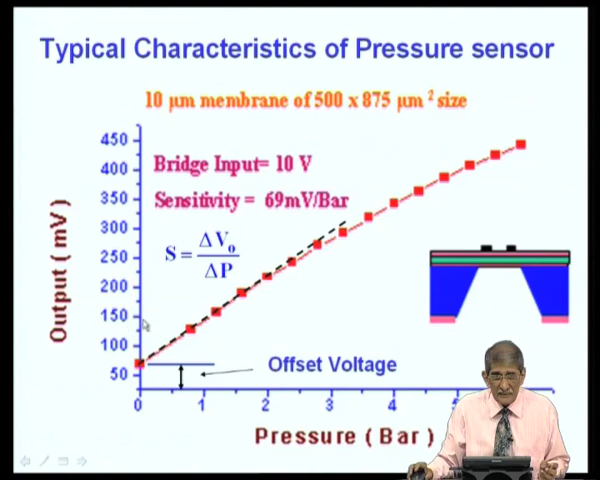 Typical Characteristics of Pressure sensor
10 μm membrane of 500 x 875 μm² size
450
400
350
300
250
200
150
100
50
Output ( mV )
Bridge Input= 10 V
Sensitivity = 69mV/Bar
S = ΔVₒ / ΔP
Offset Voltage
0 1 2 3 4
Pressure ( Bar )